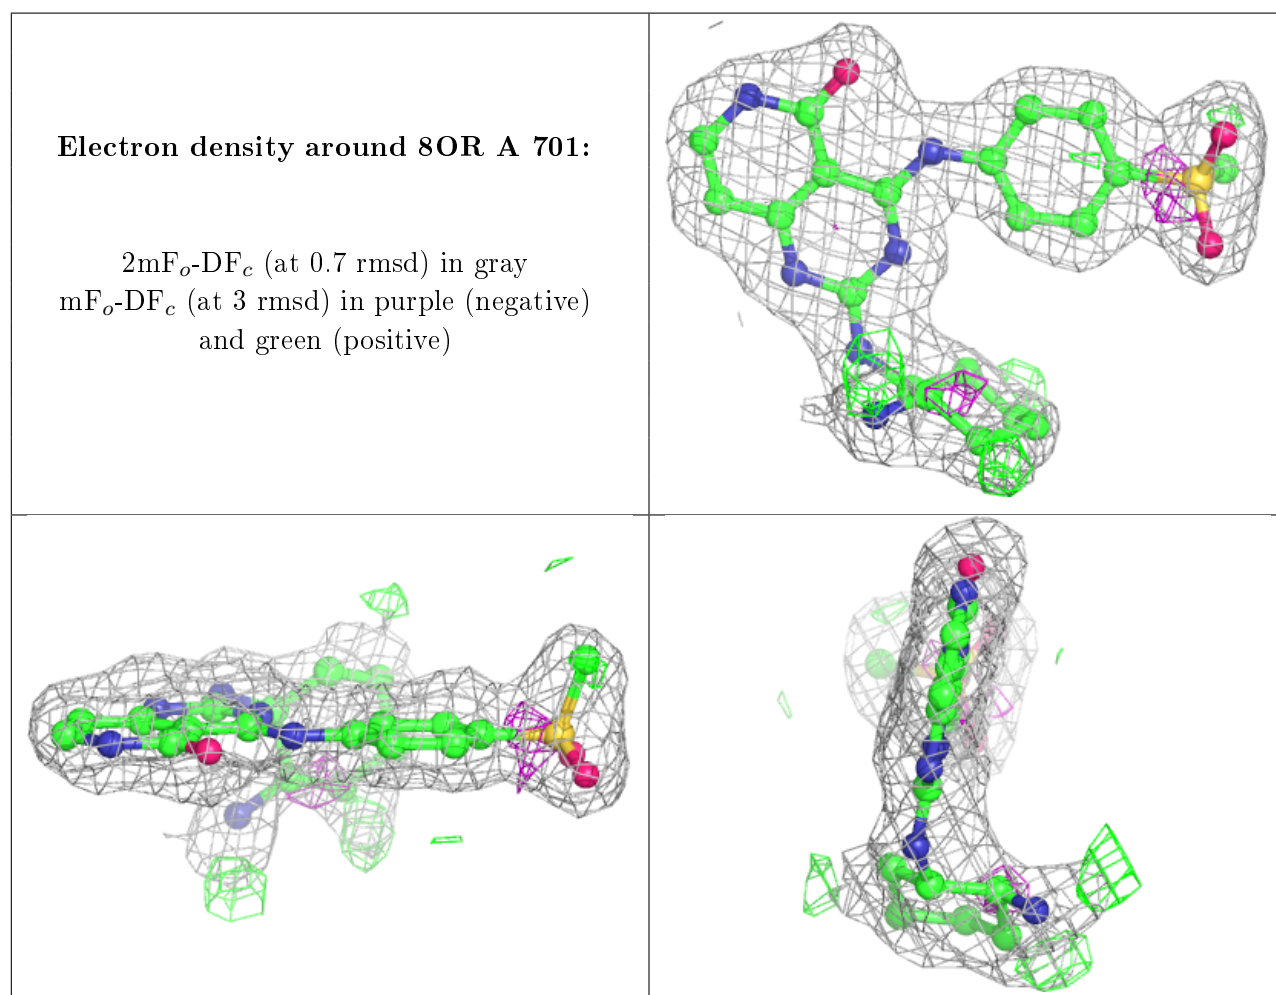 Electron density around 8OR A 701:
2mFo-DFc (at 0.7 rmsd) in gray
mFo-DFc (at 3 rmsd) in purple (negative)
and green (positive)